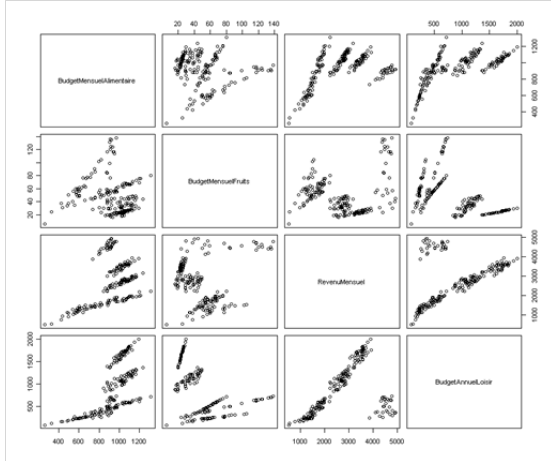 20 40 60 80 100 140
500 1000 1500 2000
BudgetMensuelAlimentaire
400 600 800 1000 1200
20 40 60 80 100 120
BudgetMensuelFruits
RevenuMensuel
1000 2000 3000 4000 5000
500 1000 1500 2000
BudgetAnnuelLoisir
400 600 800 1000 1200
1000 2000 3000 4000 5000